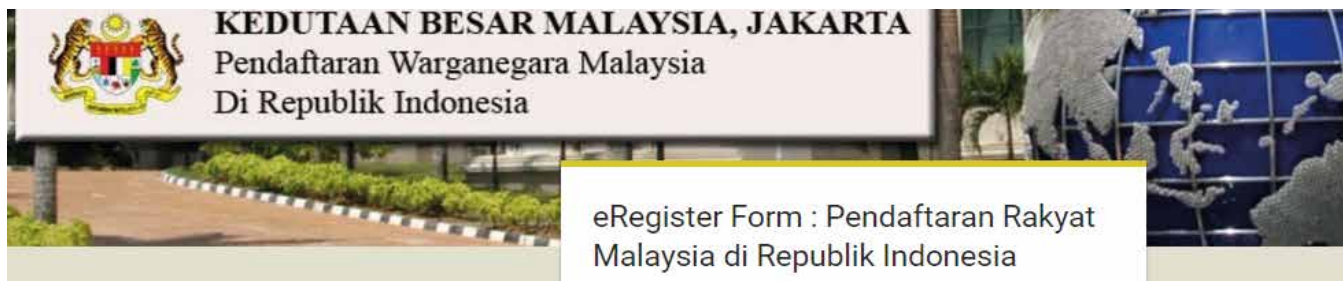 KEDUTAAN BESAR MALAYSIA, JAKARTA
Pendaftaran Warganegara Malaysia
Di Republik Indonesia
eRegister Form : Pendaftaran Rakyat
Malaysia di Republik Indonesia